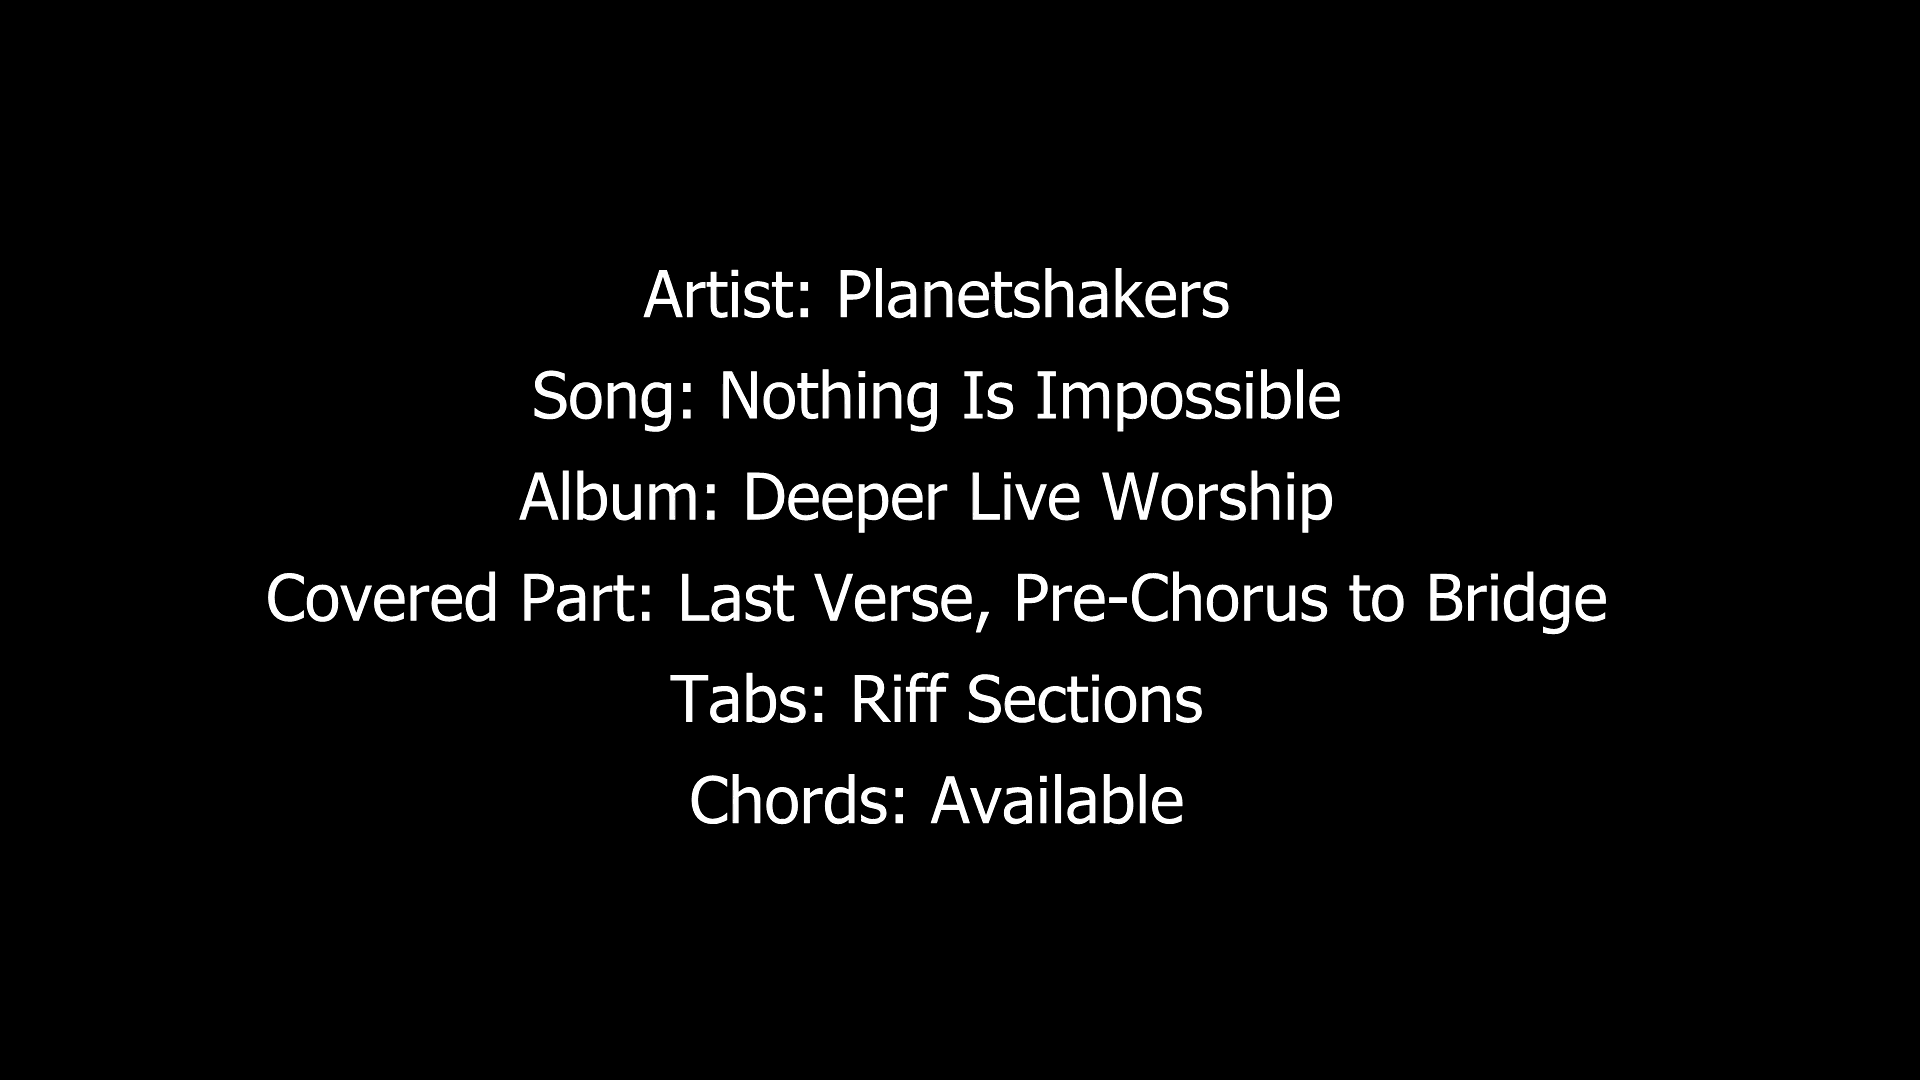 Artist: Planetshakers
Song: Nothing Is Impossible
Album: Deeper Live Worship
Covered Part: Last Verse, Pre-Chorus to Bridge
Tabs: Riff Sections
Chords: Available